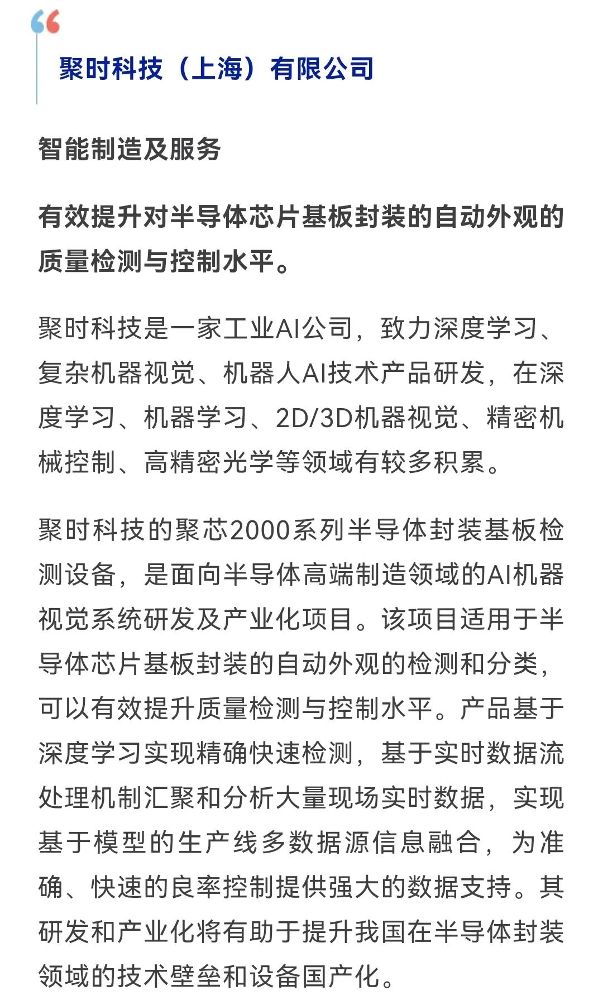 聚时科技（上海）有限公司
智能制造及服务
有效提升对半导体芯片基板封装的自动外观的
质量检测与控制水平。
聚时科技是一家工业AI公司，致力深度学习、
复杂机器视觉、机器人AI技术产品研发，在深
度学习、机器学习、2D/3D机器视觉、精密机
械控制、高精密光学等领域有较多积累。
聚时科技的聚芯2000系列半导体封装基板检
测设备，是面向半导体高端制造领域的AI机器
视觉系统研发及产业化项目。该项目适用于半
导体芯片基板封装的自动外观的检测和分类，
可以有效提升质量检测与控制水平。产品基于
深度学习实现精确快速检测，基于实时数据流
处理机制汇聚和分析大量现场实时数据，实现
基于模型的生产线多数据源信息融合，为准
确、快速的良率控制提供强大的数据支持。其
研发和产业化将有助于提升我国在半导体封装
领域的技术壁垒和设备国产化。